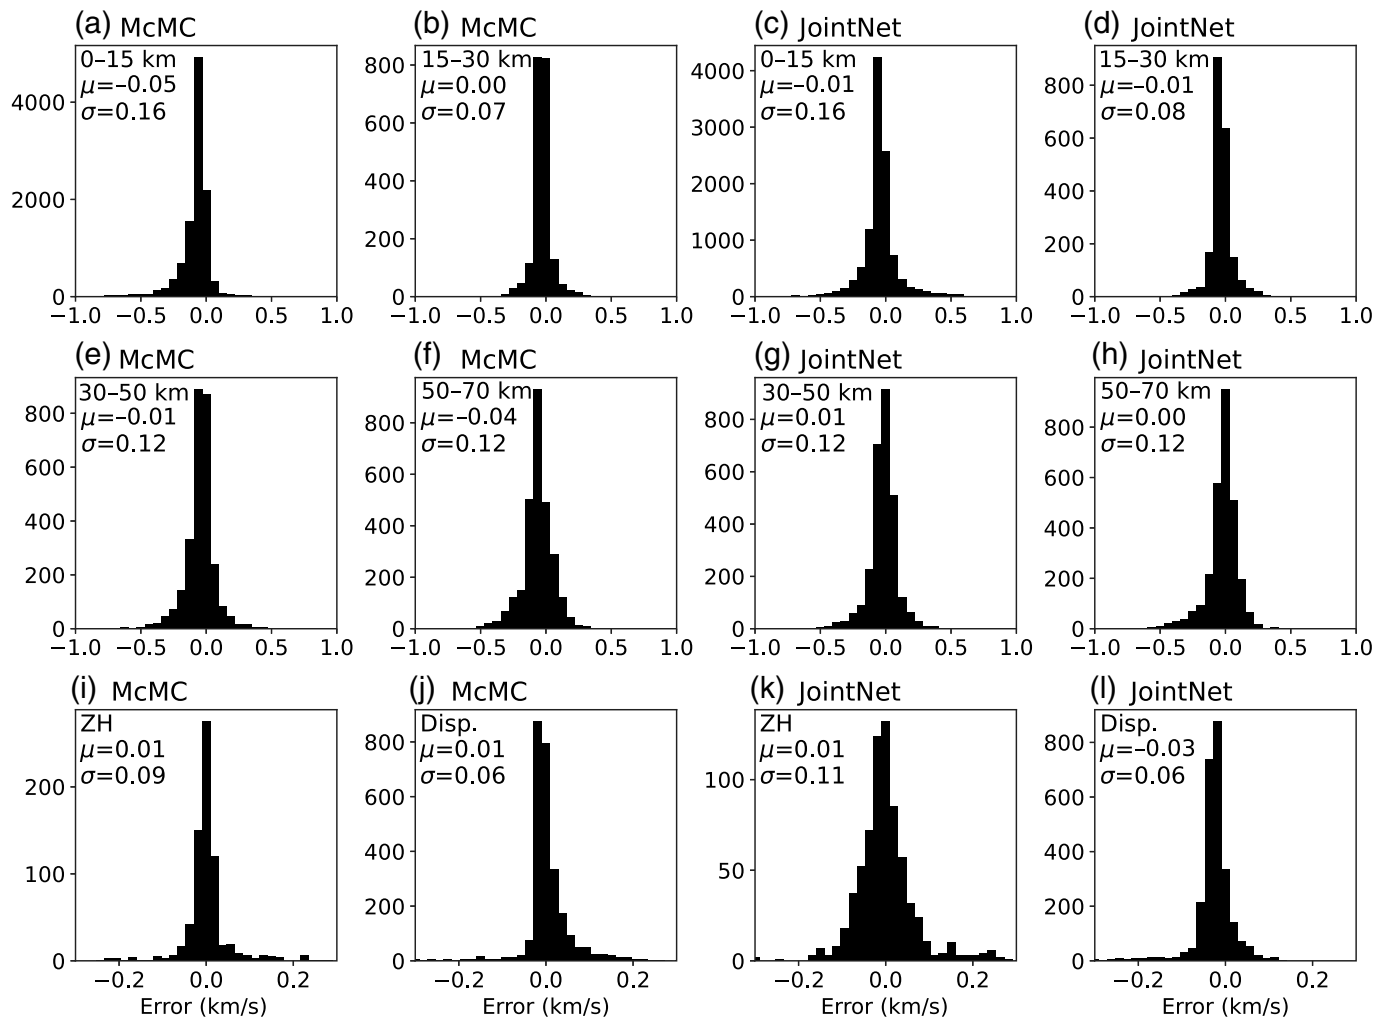 (a) McMC
0–15 km
μ=–0.05
σ=0.16
4000
2000
0
−1.0 −0.5 0.0 0.5 1.0
(b) McMC
15–30 km
μ=0.00
σ=0.07
800
600
400
200
0
−1.0 −0.5 0.0 0.5 1.0
(c) JointNet
0–15 km
μ=–0.01
σ=0.16
4000
3000
2000
1000
0
−1.0 −0.5 0.0 0.5 1.0
(d) JointNet
15–30 km
μ=–0.01
σ=0.08
800
600
400
200
0
−1.0 −0.5 0.0 0.5 1.0
(e) McMC
30–50 km
μ=–0.01
σ=0.12
800
600
400
200
0
−1.0 −0.5 0.0 0.5 1.0
(f) McMC
50–70 km
μ=–0.04
σ=0.12
800
600
400
200
0
−1.0 −0.5 0.0 0.5 1.0
(g) JointNet
30–50 km
μ=0.01
σ=0.12
800
600
400
200
0
−1.0 −0.5 0.0 0.5 1.0
(h) JointNet
50–70 km
μ=0.00
σ=0.12
800
600
400
200
0
−1.0 −0.5 0.0 0.5 1.0
(i) McMC
ZH
μ=0.01
σ=0.09
200
100
0
−0.2 0.0 0.2
Error (km/s)
(j) McMC
Disp.
μ=0.01
σ=0.06
800
600
400
200
0
−0.2 0.0 0.2
Error (km/s)
(k) JointNet
ZH
μ=0.01
σ=0.11
100
50
0
−0.2 0.0 0.2
Error (km/s)
(l) JointNet
Disp.
μ=–0.03
σ=0.06
800
600
400
200
0
−0.2 0.0 0.2
Error (km/s)